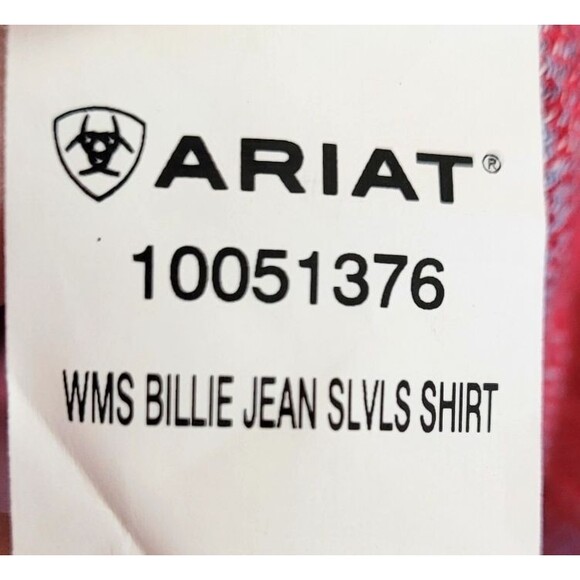 ARIAT®
10051376
WMS BILLIE JEAN SLVLS SHIRT